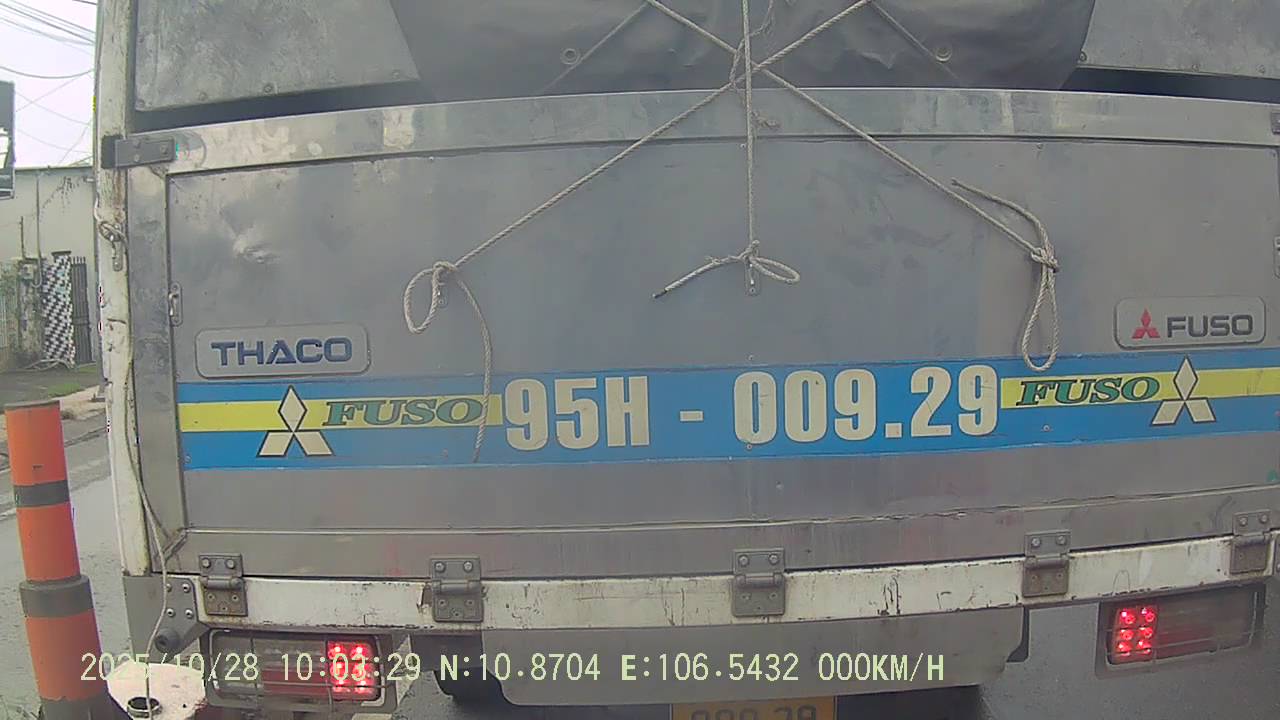 THACO
FUSO
FUSO 95H - 009.29 FUSO
2025/10/28 10:03:29 N:10.8704 E:106.5432 000KM/H